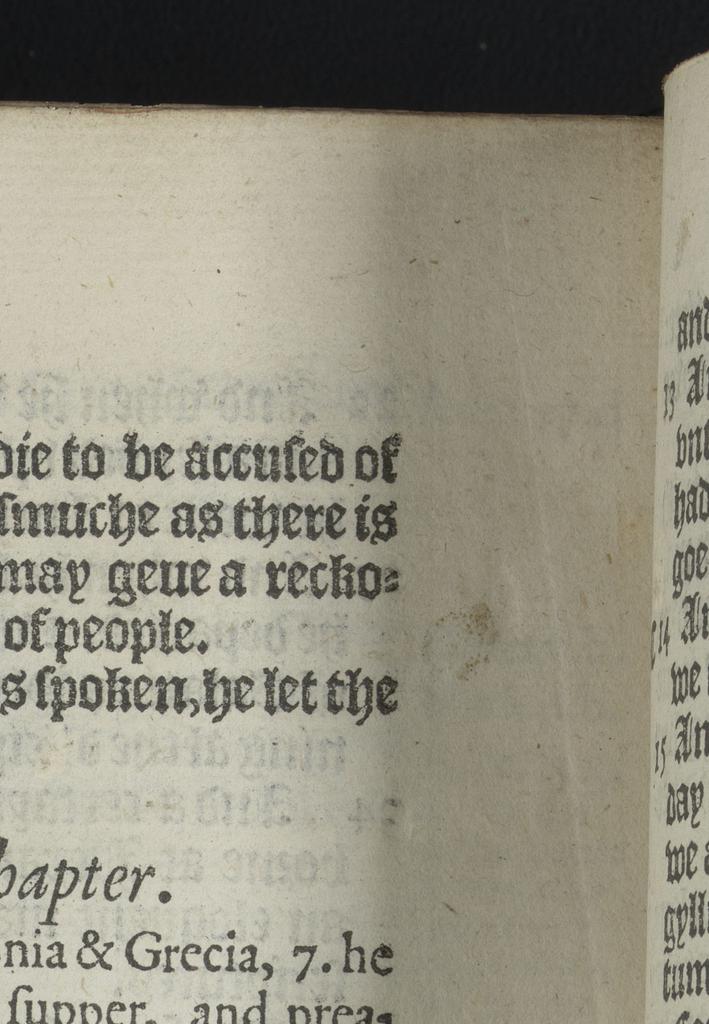 die to be accuſed of
ſmuche as there is
may geue a recko⸗
of people.
s ſpoken, he let the
hapter.
nia & Grecia, 7. he
ſupper, and prea-
and
13 An
vnt
had
goe
14 An
we
15 An
day
we a
gyll
tum